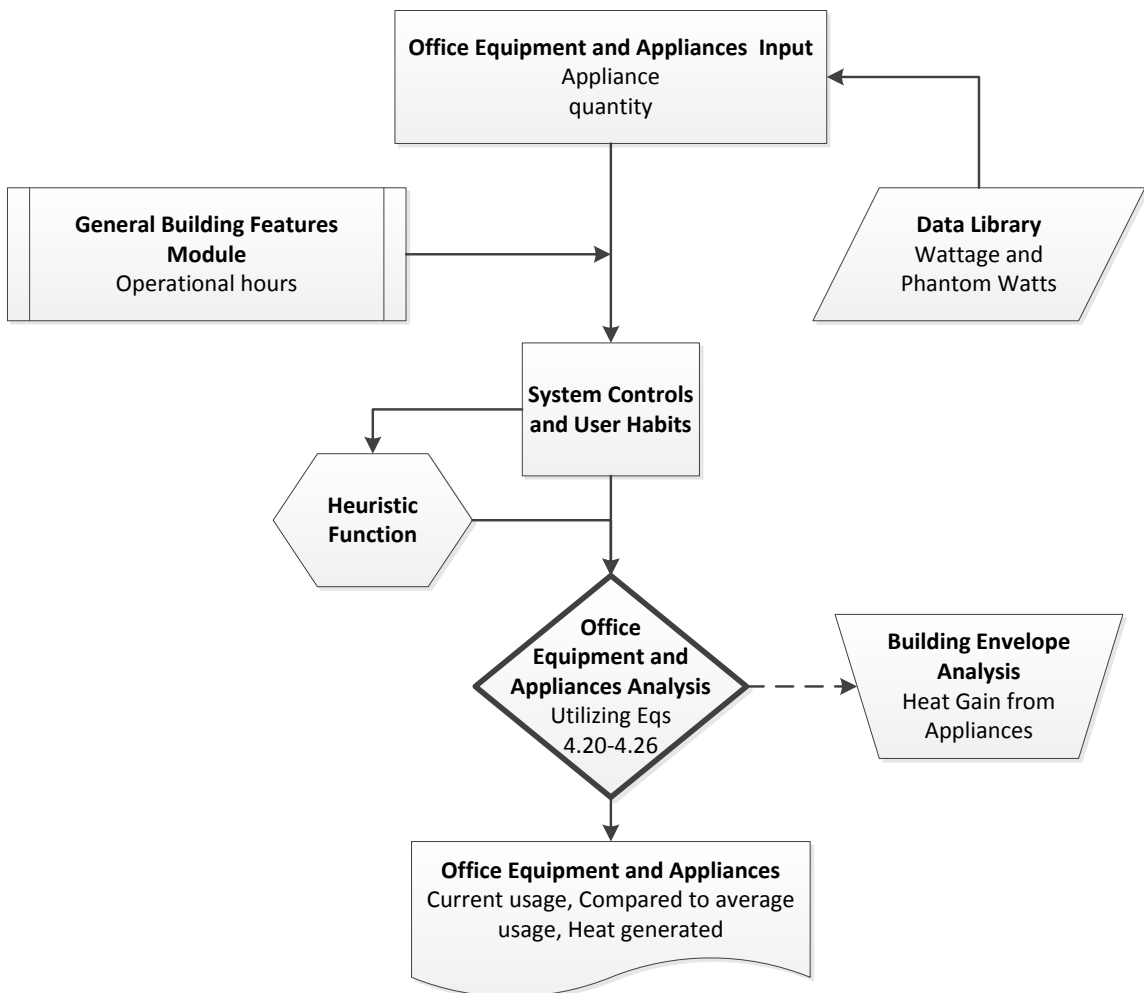 Office Equipment and Appliances  Input
Appliance
quantity
General Building Features
Module
Operational hours
Data Library
Wattage and
Phantom Watts
System Controls
and User Habits
Heuristic
Function
Office
Equipment and
Appliances Analysis
Utilizing Eqs
4.20-4.26
Building Envelope
Analysis
Heat Gain from
Appliances
Office Equipment and Appliances
Current usage, Compared to average
usage, Heat generated